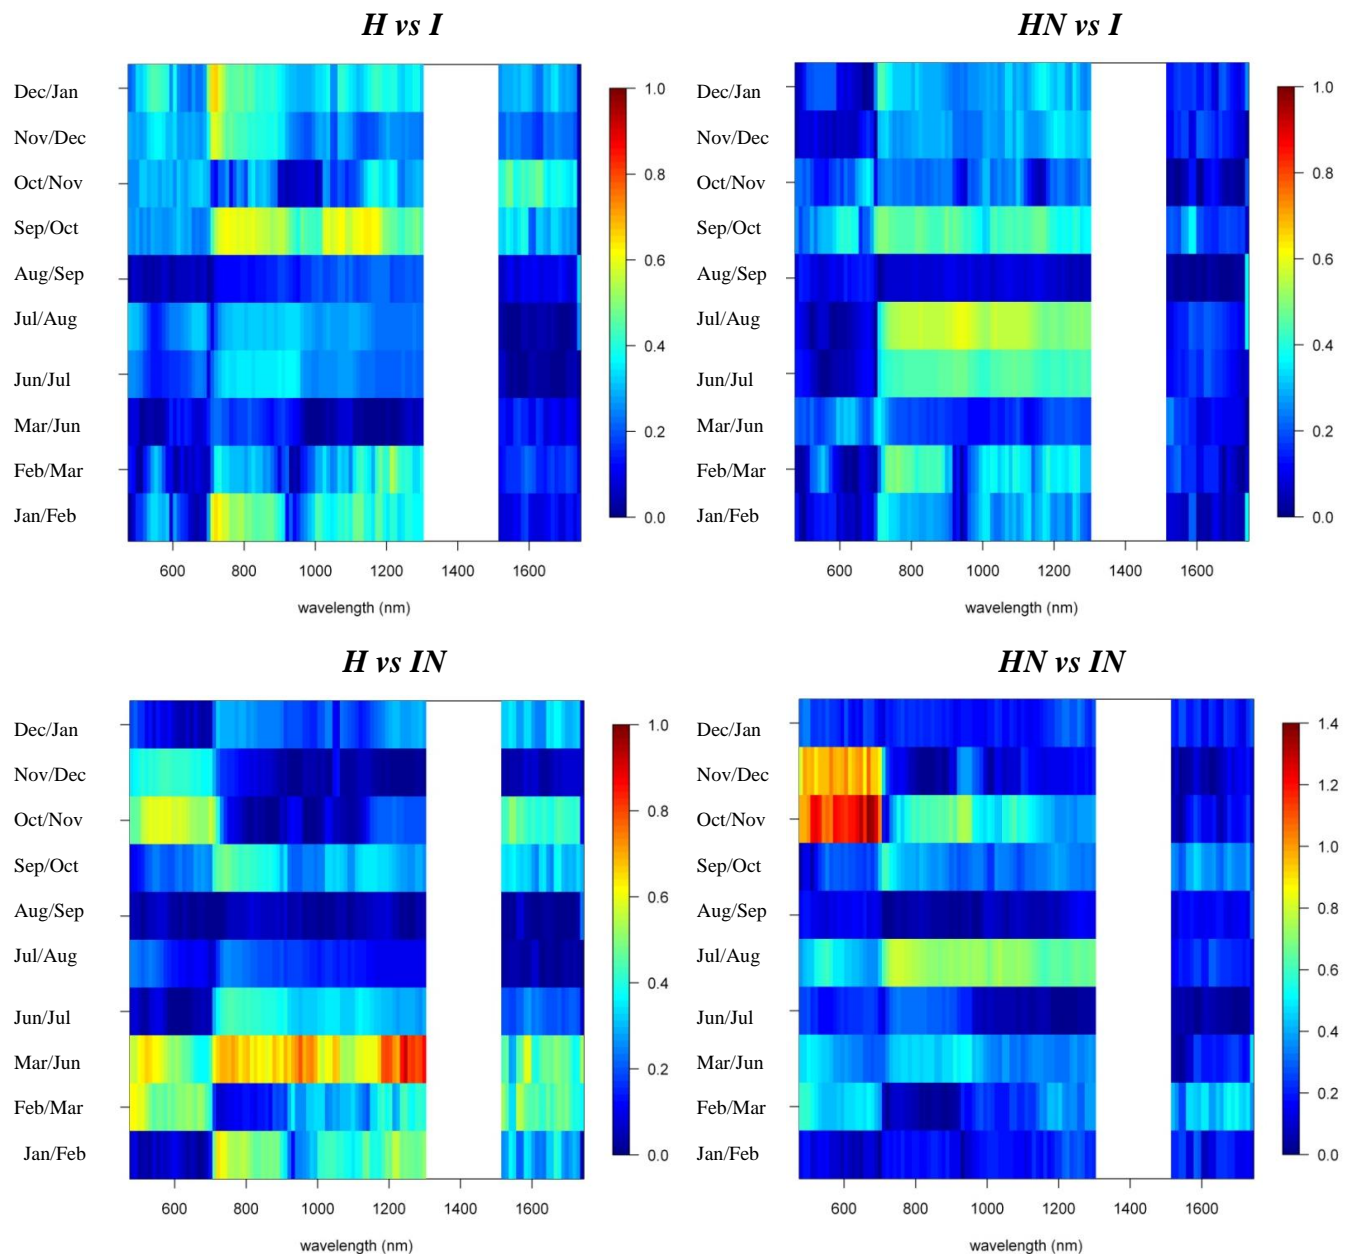 H vs I
Dec/Jan
Nov/Dec
Oct/Nov
Sep/Oct
Aug/Sep
Jul/Aug
Jun/Jul
Mar/Jun
Feb/Mar
Jan/Feb
1.0
0.8
0.6
0.4
0.2
0.0
600 800 1000 1200 1400 1600
wavelength (nm)
HN vs I
Dec/Jan
Nov/Dec
Oct/Nov
Sep/Oct
Aug/Sep
Jul/Aug
Jun/Jul
Mar/Jun
Feb/Mar
Jan/Feb
1.0
0.8
0.6
0.4
0.2
0.0
600 800 1000 1200 1400 1600
wavelength (nm)
H vs IN
Dec/Jan
Nov/Dec
Oct/Nov
Sep/Oct
Aug/Sep
Jul/Aug
Jun/Jul
Mar/Jun
Feb/Mar
Jan/Feb
1.0
0.8
0.6
0.4
0.2
0.0
600 800 1000 1200 1400 1600
wavelength (nm)
HN vs IN
Dec/Jan
Nov/Dec
Oct/Nov
Sep/Oct
Aug/Sep
Jul/Aug
Jun/Jul
Mar/Jun
Feb/Mar
Jan/Feb
1.4
1.2
1.0
0.8
0.6
0.4
0.2
0.0
600 800 1000 1200 1400 1600
wavelength (nm)